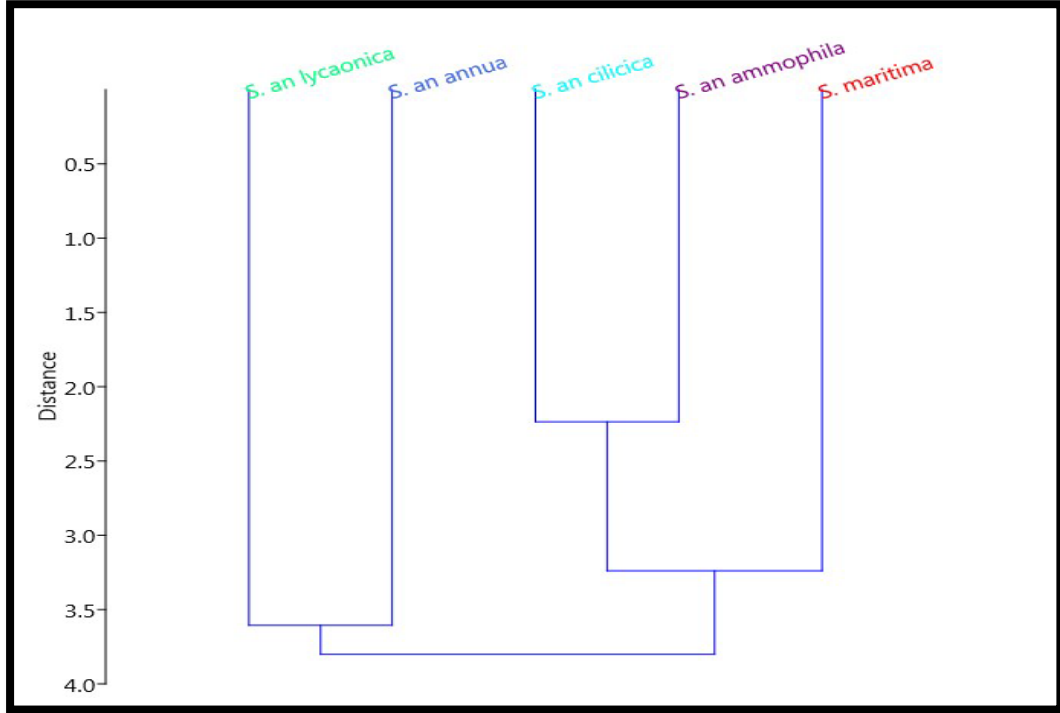 S. an lycaonica
S. an annua
S. an cilicica
S. an ammophila
S. maritima
0.5
1.0
1.5
2.0
2.5
3.0
3.5
4.0
Distance